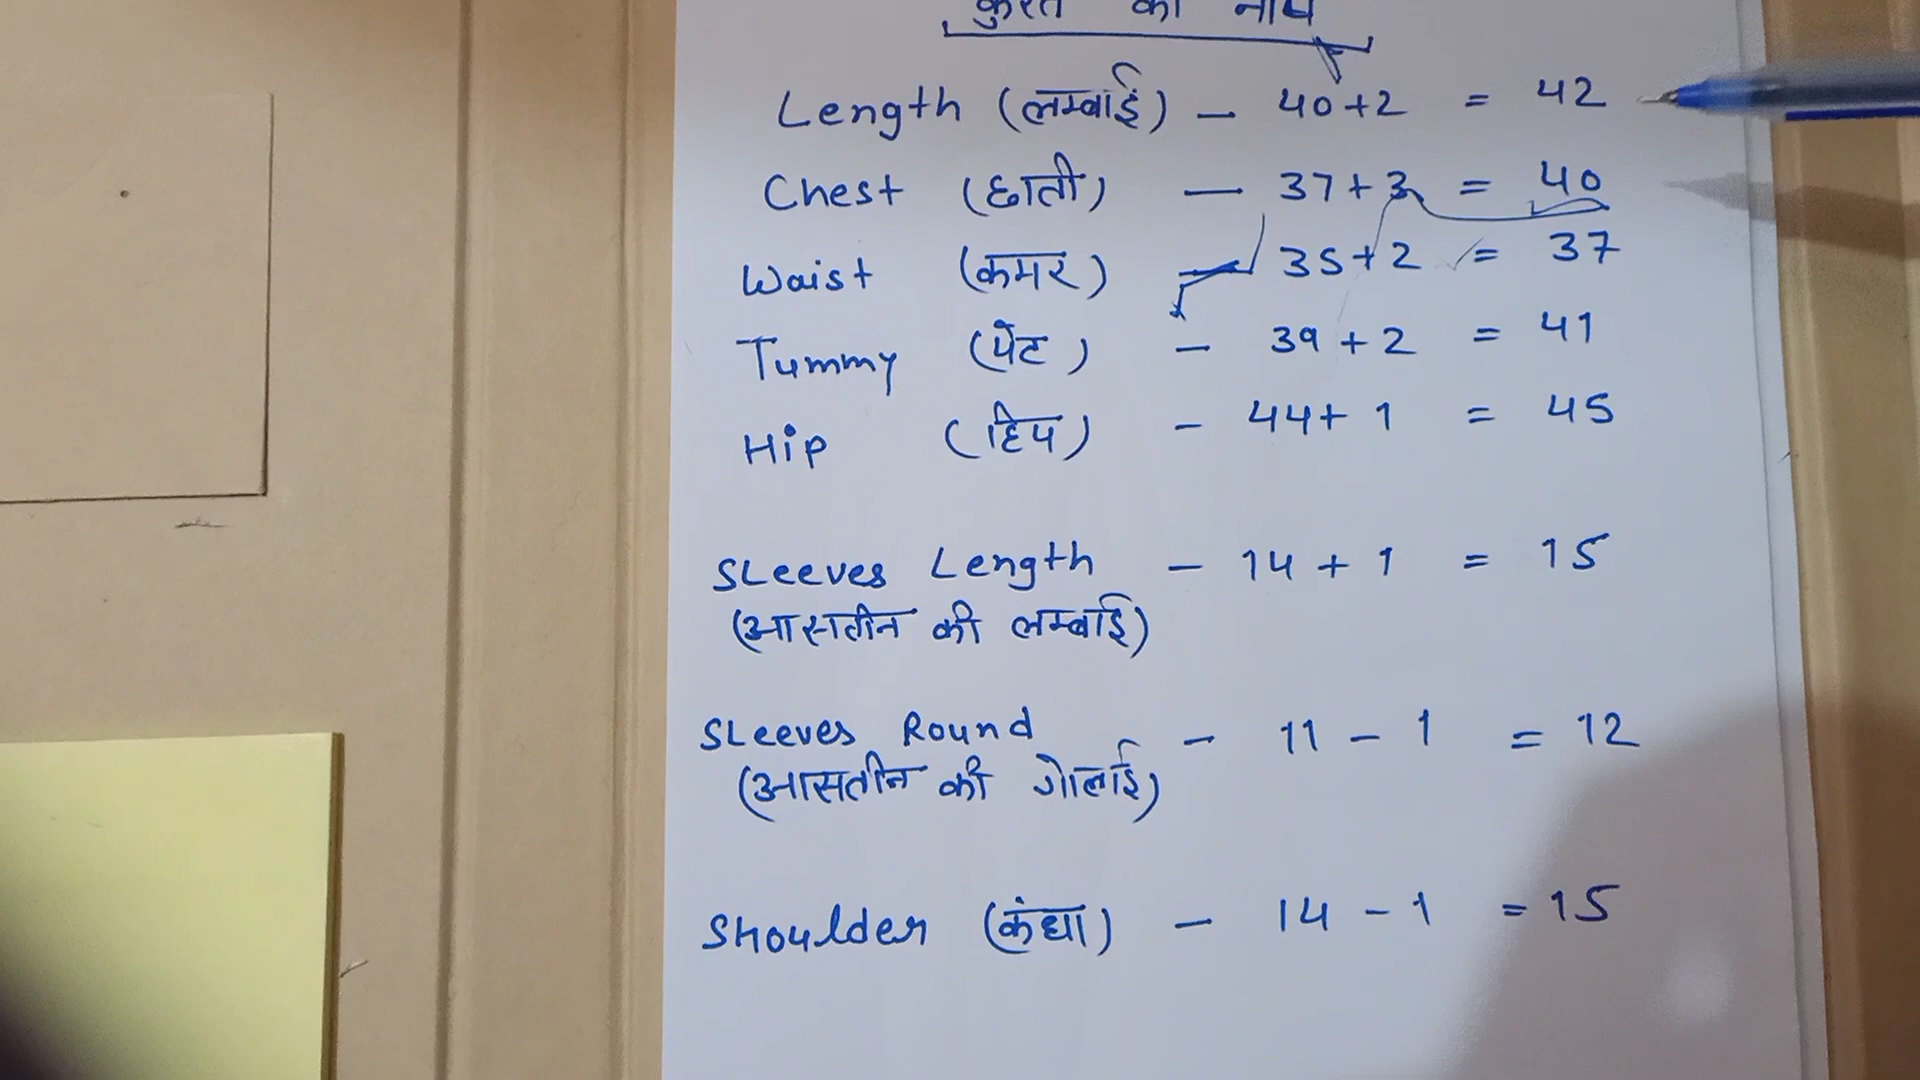 कुरते का नाप
Length (लम्बाई) - 40+2 = 42
Chest (छाती) - 37+3 = 40
Waist (कमर) - 35+2 = 37
Tummy (पेट) - 39+2 = 41
Hip (हिप) - 44+1 = 45
Sleeves Length - 14+1 = 15
(आसतीन की लम्बाई)
Sleeves Round - 11-1 = 12
(आसतीन की गोलाई)
Shoulder (कंधा) - 14-1 = 15